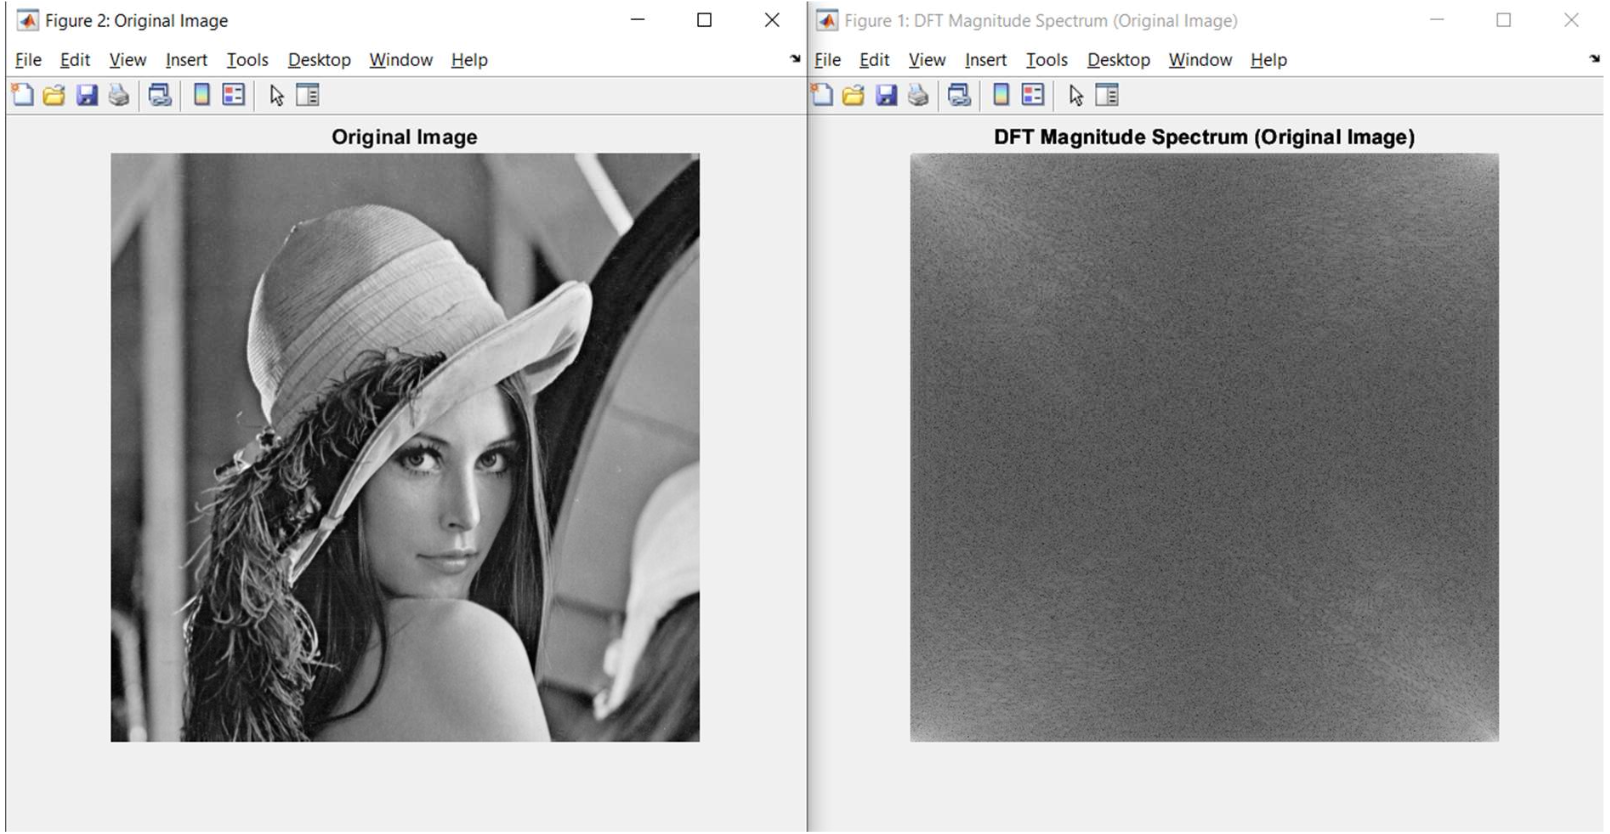 Figure 2: Original Image
File Edit View Insert Tools Desktop Window Help
Original Image
Figure 1: DFT Magnitude Spectrum (Original Image)
File Edit View Insert Tools Desktop Window Help
DFT Magnitude Spectrum (Original Image)